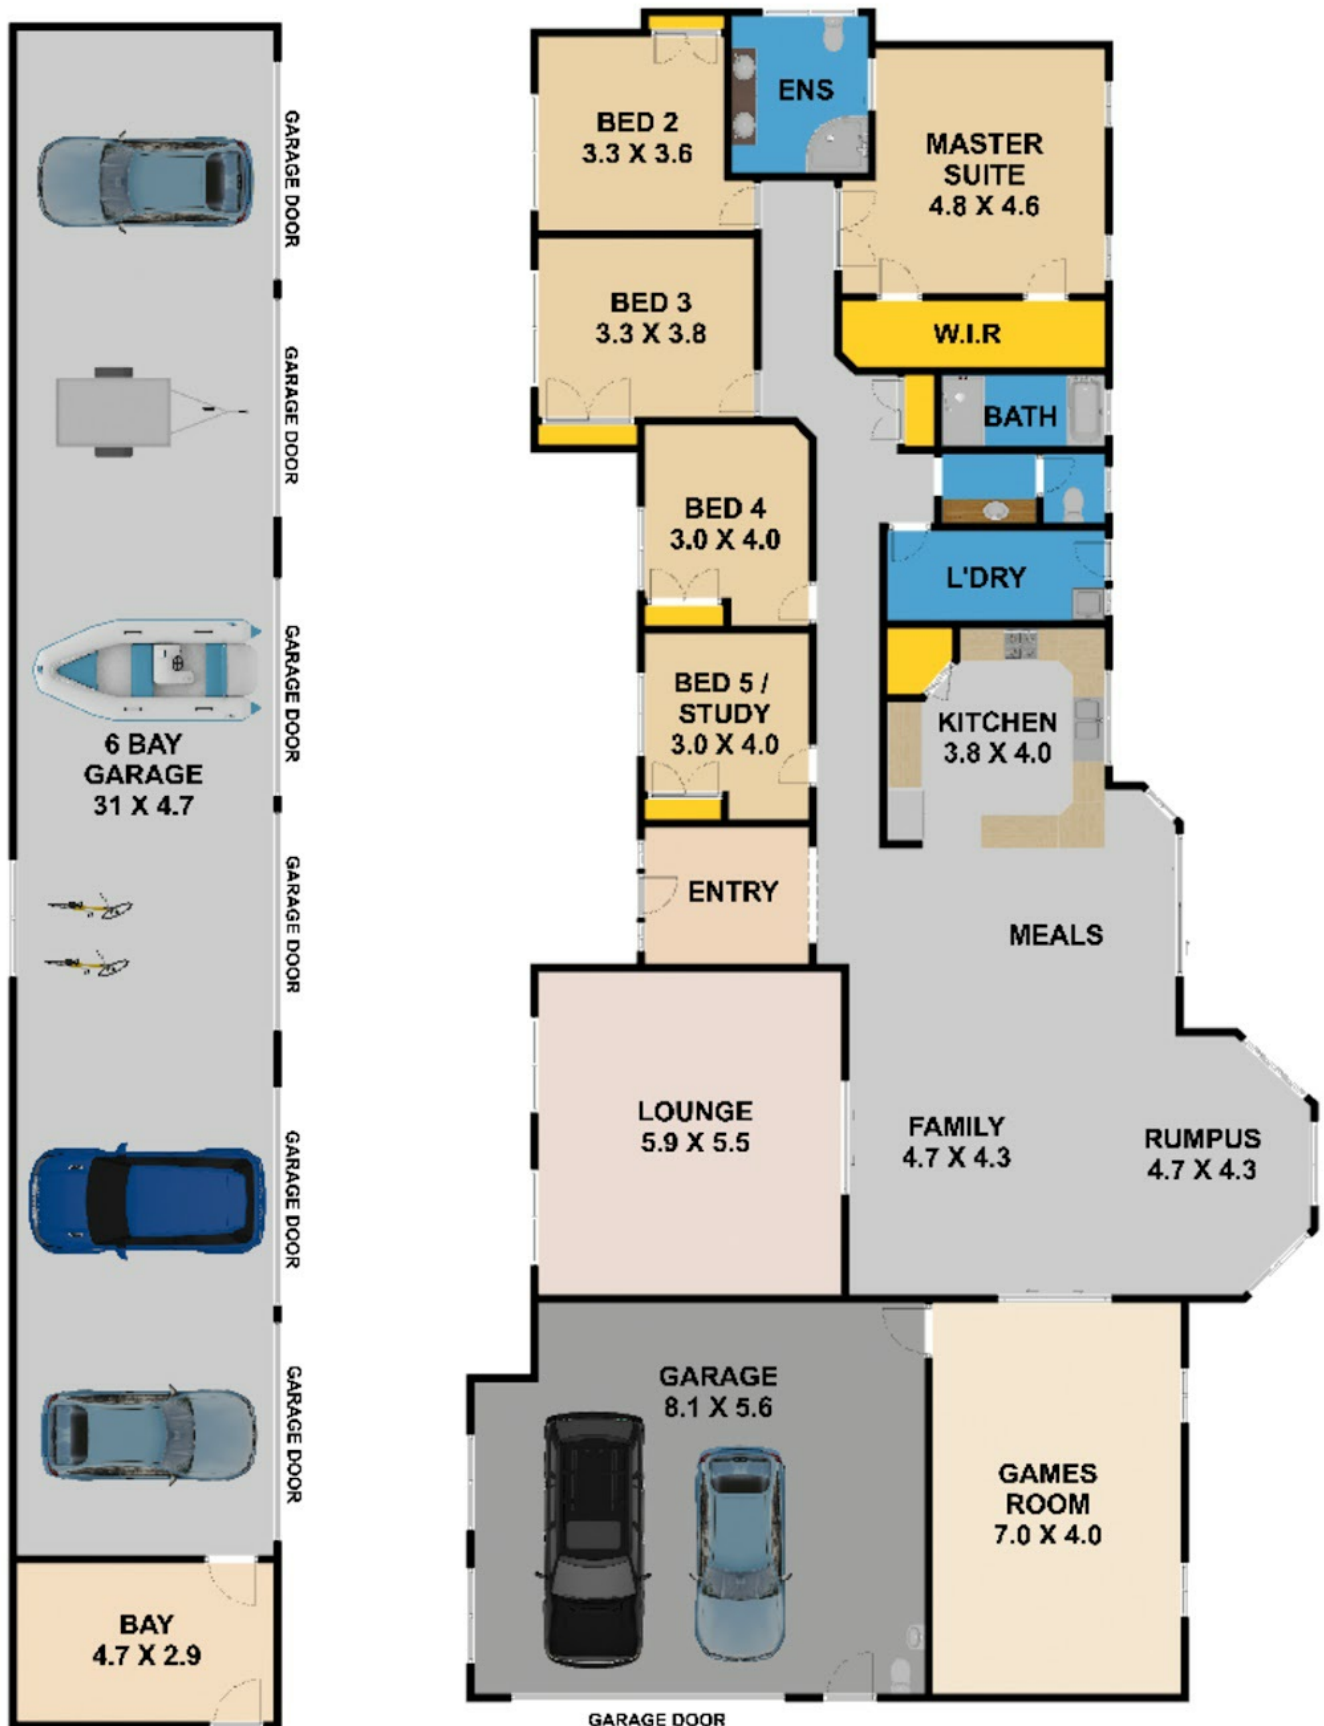 GARAGE DOOR
GARAGE DOOR
GARAGE DOOR
6 BAY
GARAGE
31 X 4.7
GARAGE DOOR
GARAGE DOOR
GARAGE DOOR
BAY
4.7 X 2.9
BED 2
3.3 X 3.6
ENS
MASTER
SUITE
4.8 X 4.6
BED 3
3.3 X 3.8
W.I.R
BATH
BED 4
3.0 X 4.0
L'DRY
BED 5 /
STUDY
3.0 X 4.0
KITCHEN
3.8 X 4.0
ENTRY
MEALS
LOUNGE
5.9 X 5.5
FAMILY
4.7 X 4.3
RUMPUS
4.7 X 4.3
GARAGE
8.1 X 5.6
GAMES
ROOM
7.0 X 4.0
GARAGE DOOR